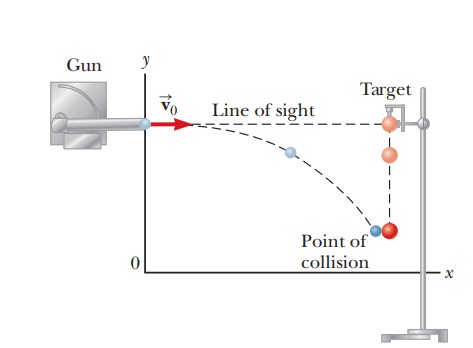 Gun
y
Target
v⃗₀
Line of sight
Point of
collision
0
x